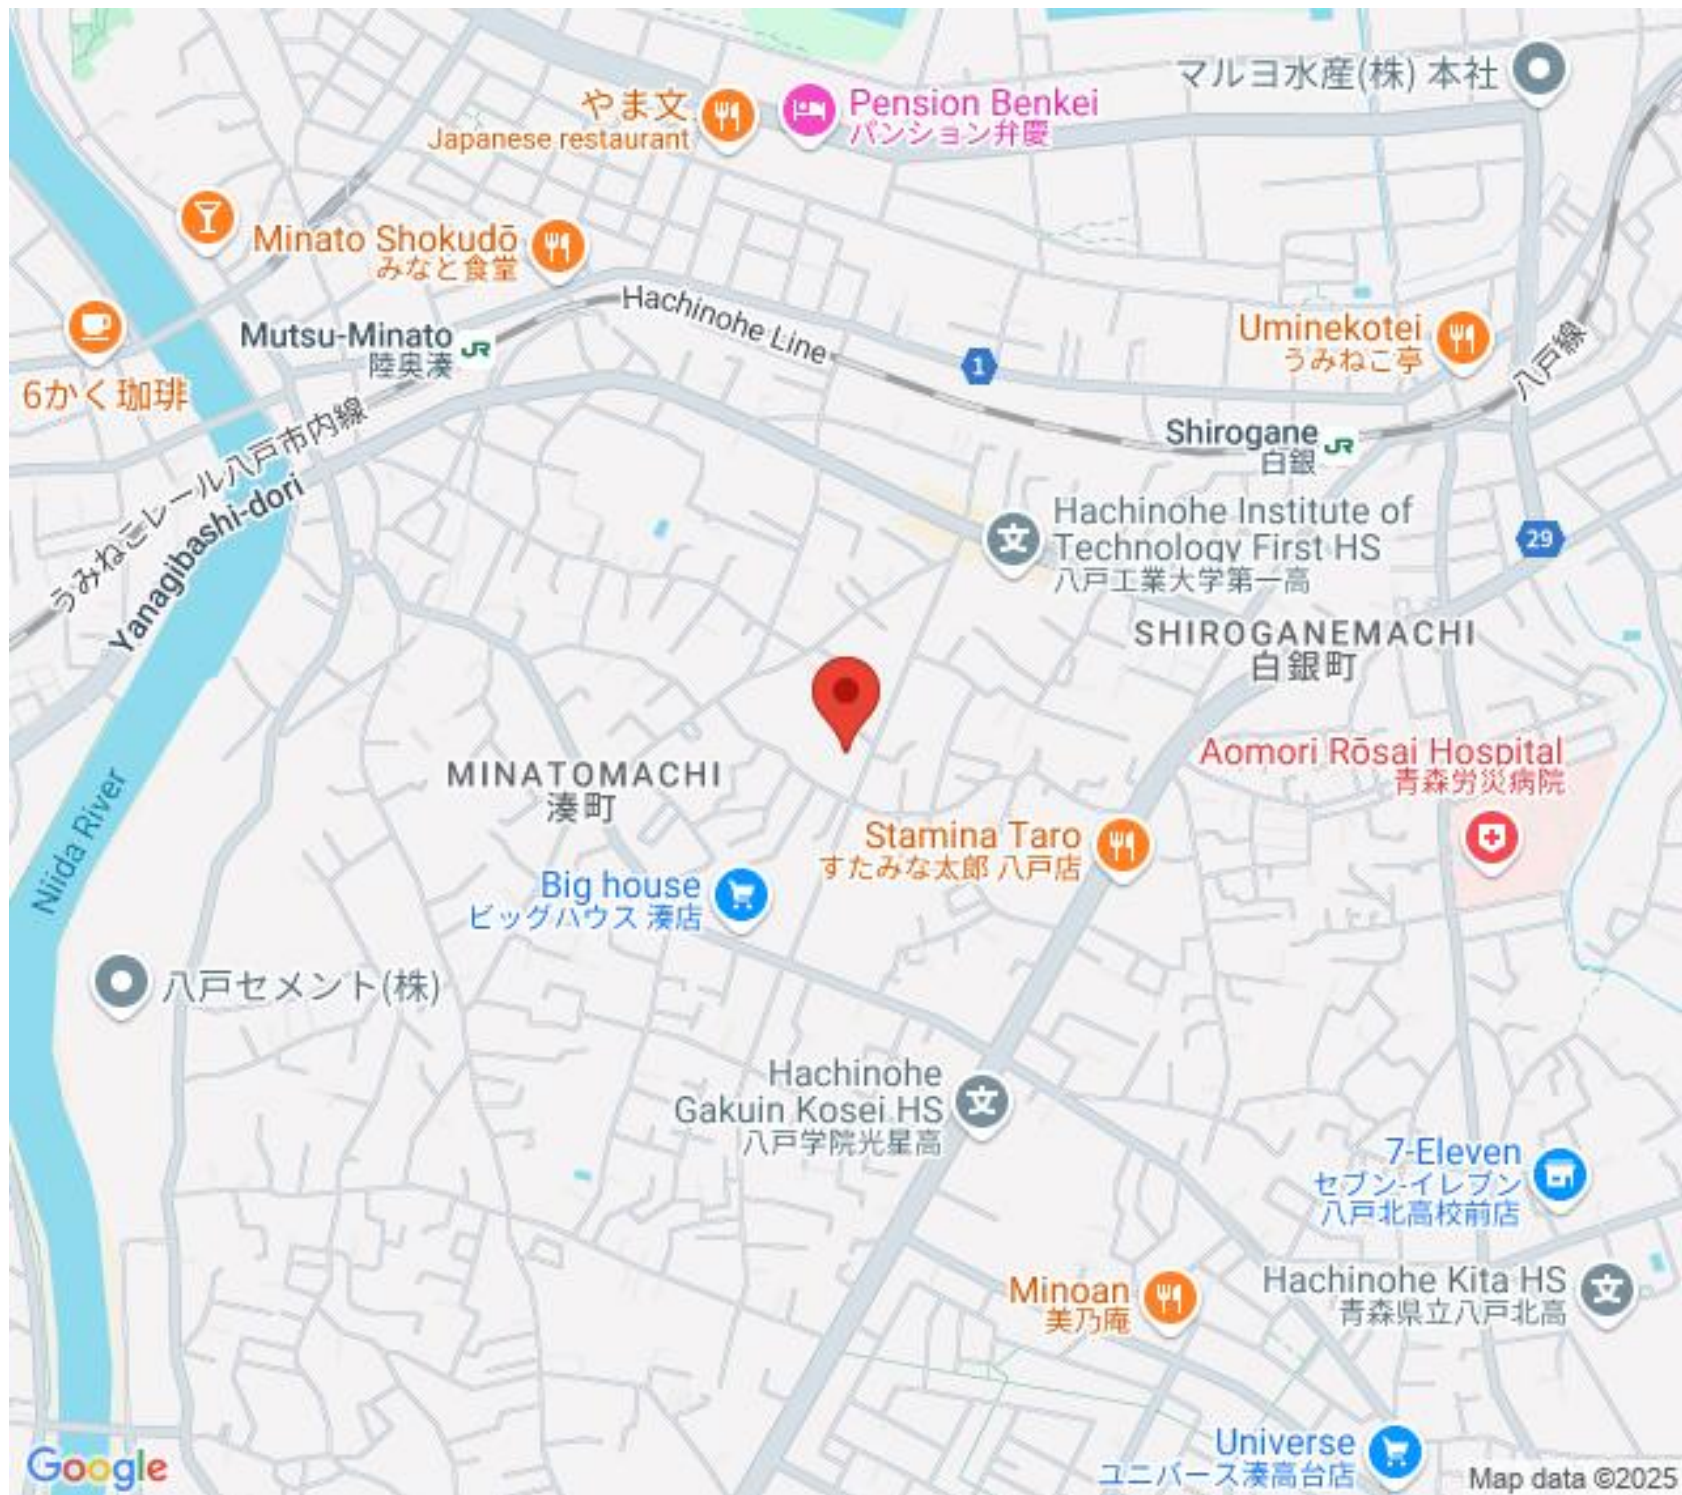 マルヨ水産(株) 本社
やま文
Japanese restaurant
Pension Benkei
パンション弁慶
Minato Shokudō
みなと食堂
Hachinohe Line
Mutsu-Minato
陸奥湊
JR
6かく珈琲
1
Uminekotei
うみねこ亭
八戸線
Shirogane
白銀
JR
うみねこレール八戸市内線
Yanagibashi-dori
Hachinohe Institute of
Technology First HS
八戸工業大学第一高
29
SHIROGANEMACHI
白銀町
MINATOMACHI
湊町
Aomori Rōsai Hospital
青森労災病院
Niida River
Stamina Taro
すたみな太郎 八戸店
Big house
ビッグハウス 湊店
八戸セメント(株)
Hachinohe
Gakuin Kosei HS
八戸学院光星高
7-Eleven
セブン-イレブン
八戸北高校前店
Minoan
美乃庵
Hachinohe Kita HS
青森県立八戸北高
Universe
ユニバース湊高台店
Google
Map data ©2025